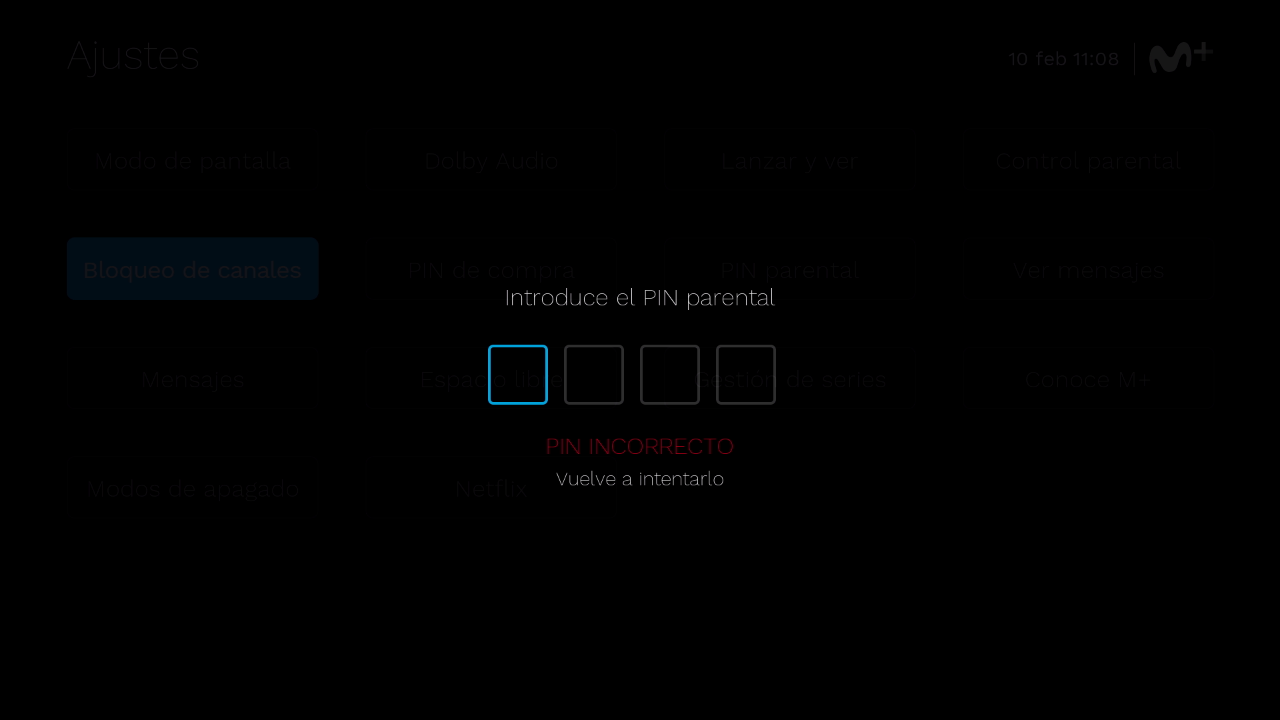 Ajustes
10 feb 11:08
M+
Modo de pantalla
Dolby Audio
Lanzar y ver
Control parental
Bloqueo de canales
PIN de compra
PIN parental
Ver mensajes
Introduce el PIN parental
Mensajes
Espacio libre
Gestión de series
Conoce M+
PIN INCORRECTO
Vuelve a intentarlo
Modos de apagado
Netflix